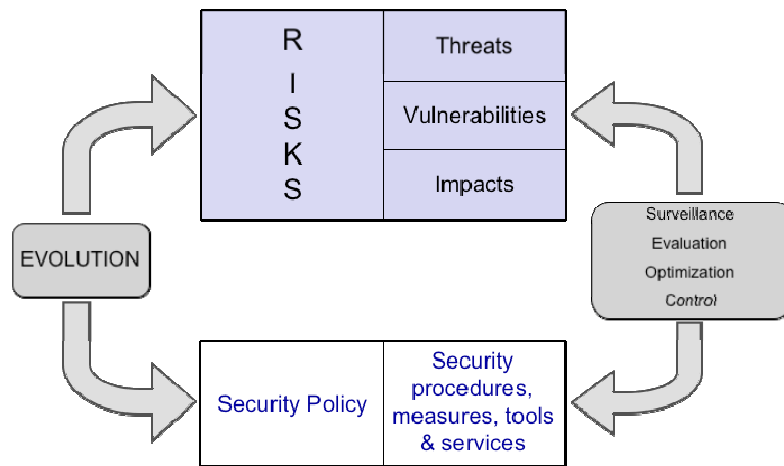 R
I
S
K
S
Threats
Vulnerabilities
Impacts
EVOLUTION
Surveillance
Evaluation
Optimization
Control
Security Policy
Security
procedures,
measures, tools
& services